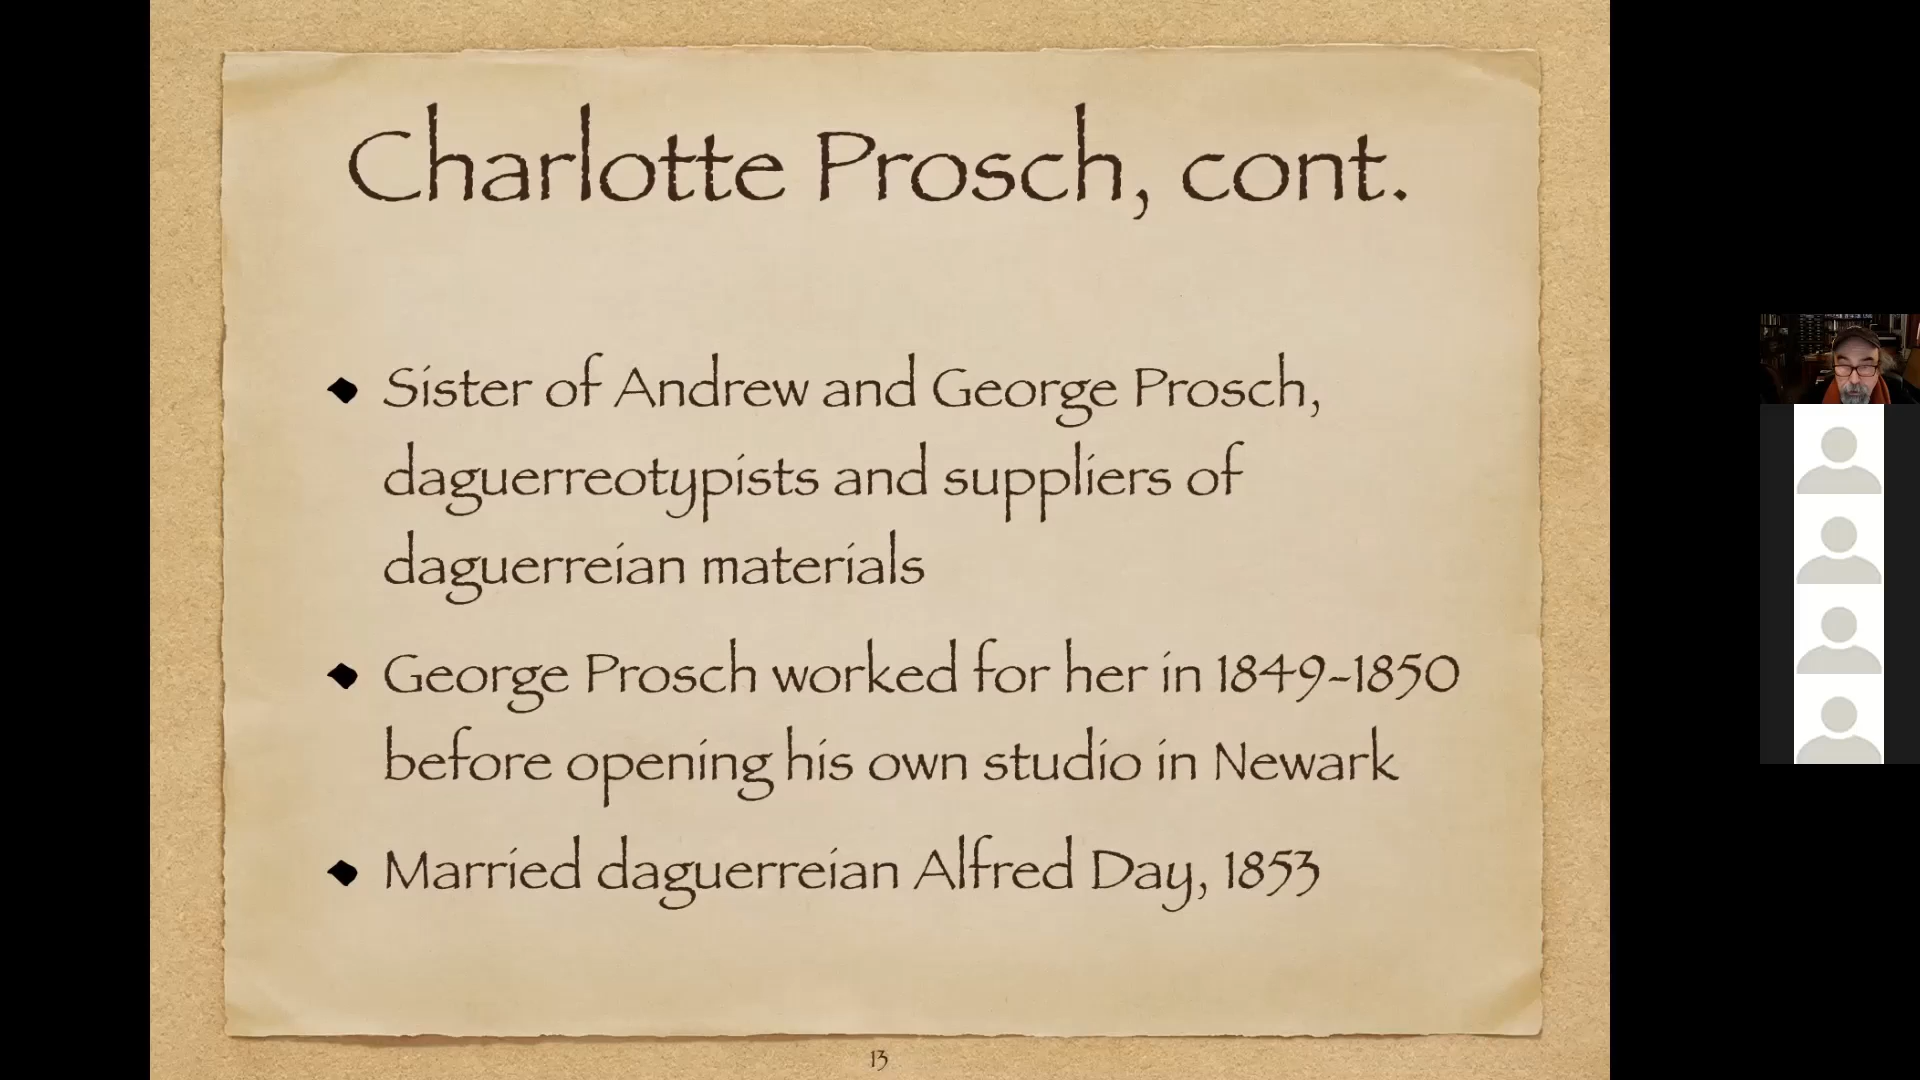 Charlotte Prosch, cont.
Sister of Andrew and George Prosch,
daguerreotypists and suppliers of
daguerreian materials
George Prosch worked for her in 1849-1850
before opening his own studio in Newark
Married daguerreian Alfred Day, 1853
13